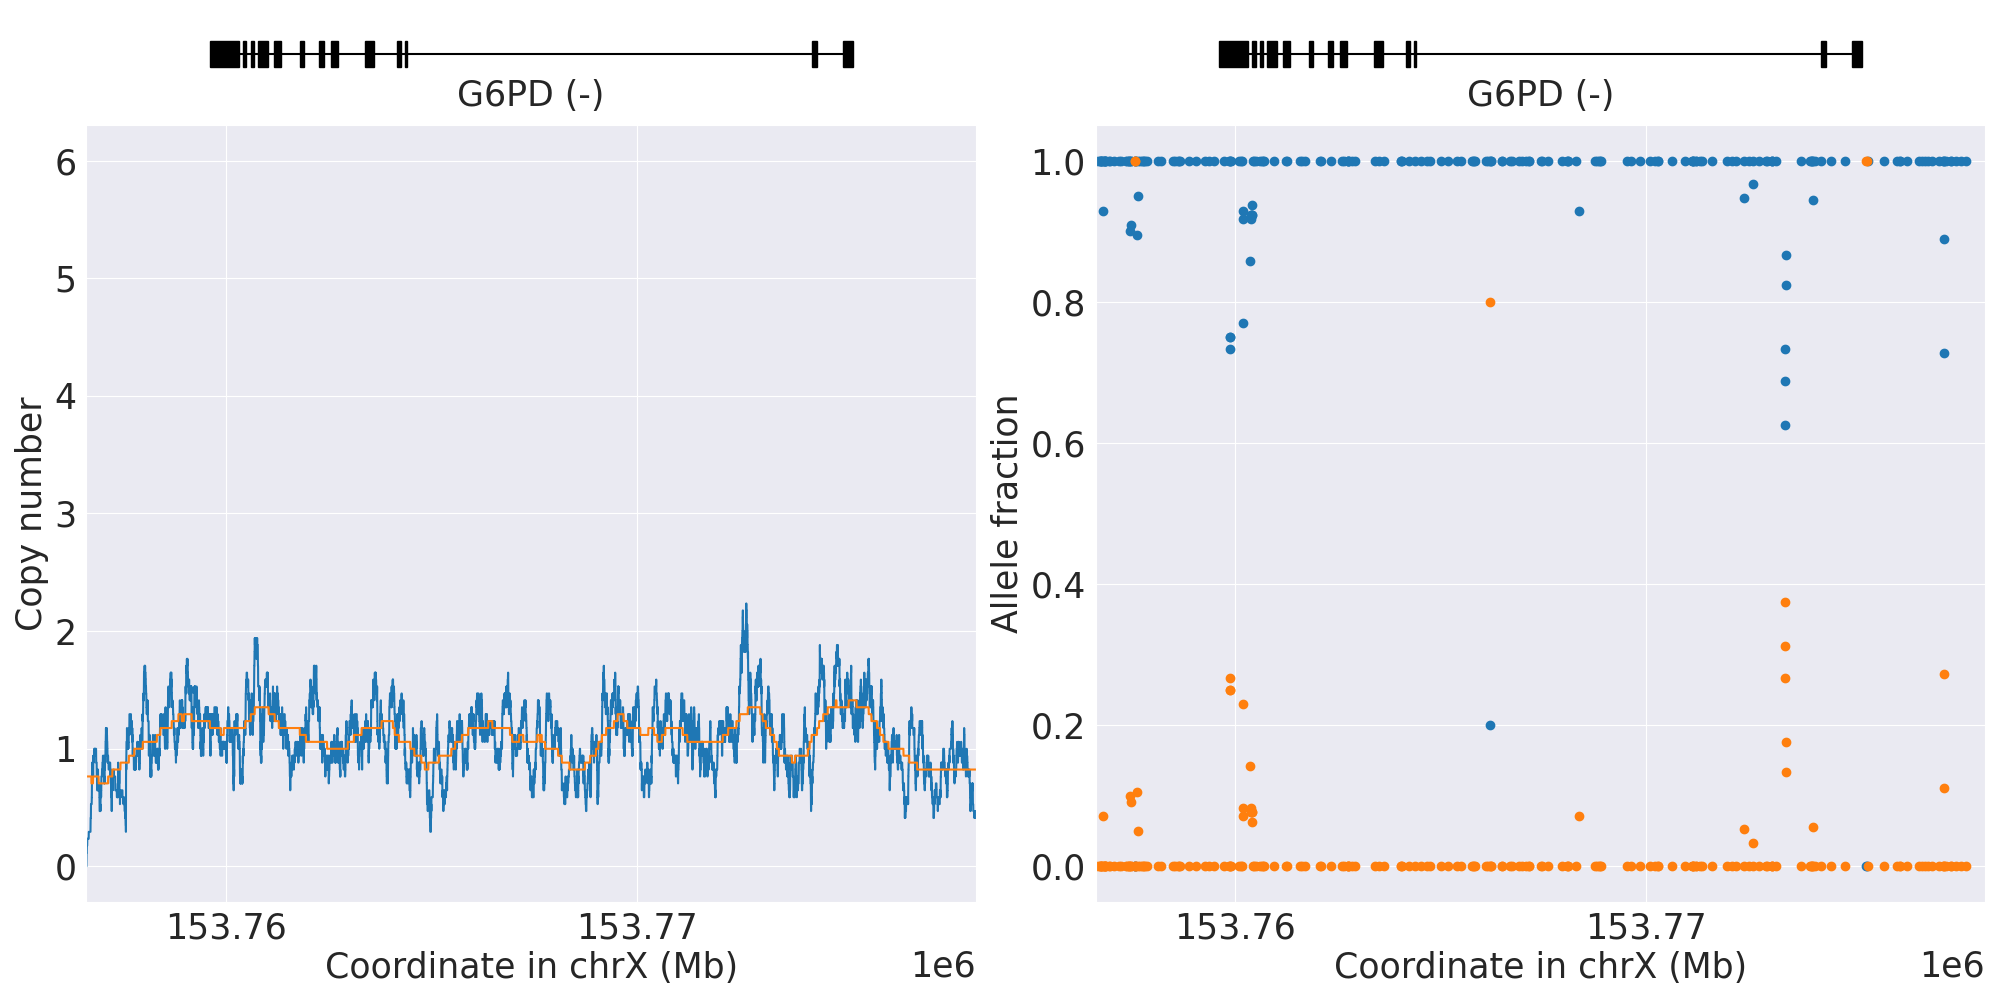 G6PD (-)
6
5
4
3
2
1
0
Copy number
153.76
153.77
Coordinate in chrX (Mb)
1e6
G6PD (-)
1.0
0.8
0.6
0.4
0.2
0.0
Allele fraction
153.76
153.77
Coordinate in chrX (Mb)
1e6